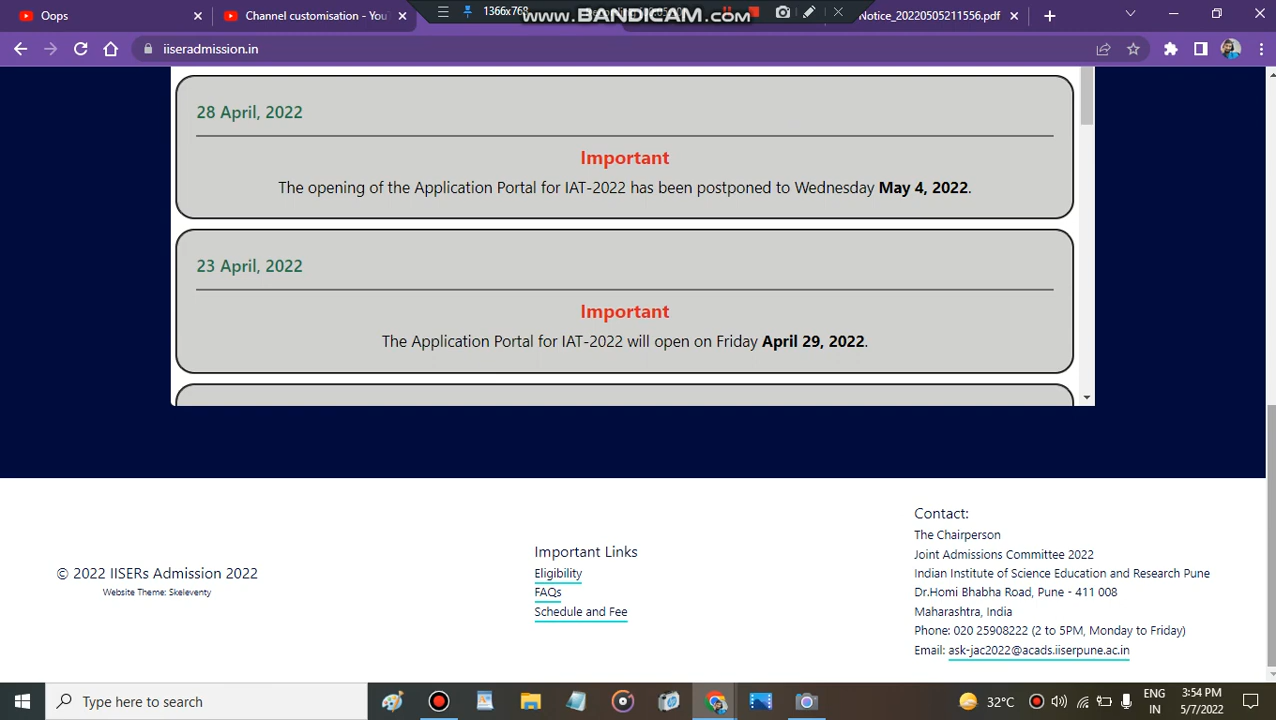 Oops
Channel customisation - You
1366x768
WWW.BANDICAM.COM
Notice_20220505211556.pdf
iiseradmission.in
28 April, 2022
Important
The opening of the Application Portal for IAT-2022 has been postponed to Wednesday May 4, 2022.
23 April, 2022
Important
The Application Portal for IAT-2022 will open on Friday April 29, 2022.
© 2022 IISERs Admission 2022
Website Theme: Skeleventy
Important Links
Eligibility
FAQs
Schedule and Fee
Contact:
The Chairperson
Joint Admissions Committee 2022
Indian Institute of Science Education and Research Pune
Dr.Homi Bhabha Road, Pune - 411 008
Maharashtra, India
Phone: 020 25908222 (2 to 5PM, Monday to Friday)
Email: ask-jac2022@acads.iiserpune.ac.in
Type here to search
32°C
ENG
IN
3:54 PM
5/7/2022